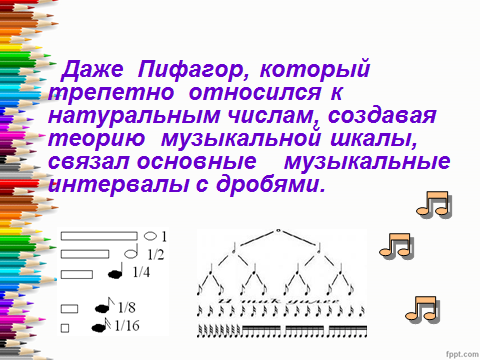 Даже Пифагор, который
трепетно относился к
натуральным числам, создавая
теорию музыкальной шкалы,
связал основные музыкальные
интервалы с дробями.
1
1/2
1/4
1/8
1/16
fppt.com